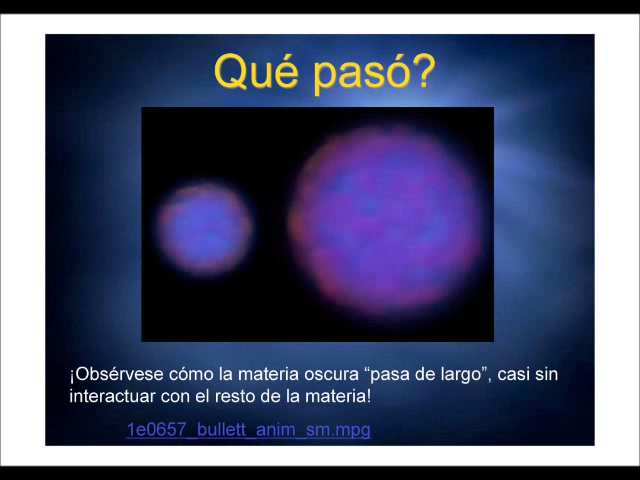 Qué pasó?
¡Obsérvese cómo la materia oscura “pasa de largo”, casi sin
interactuar con el resto de la materia!
1e0657_bullett_anim_sm.mpg